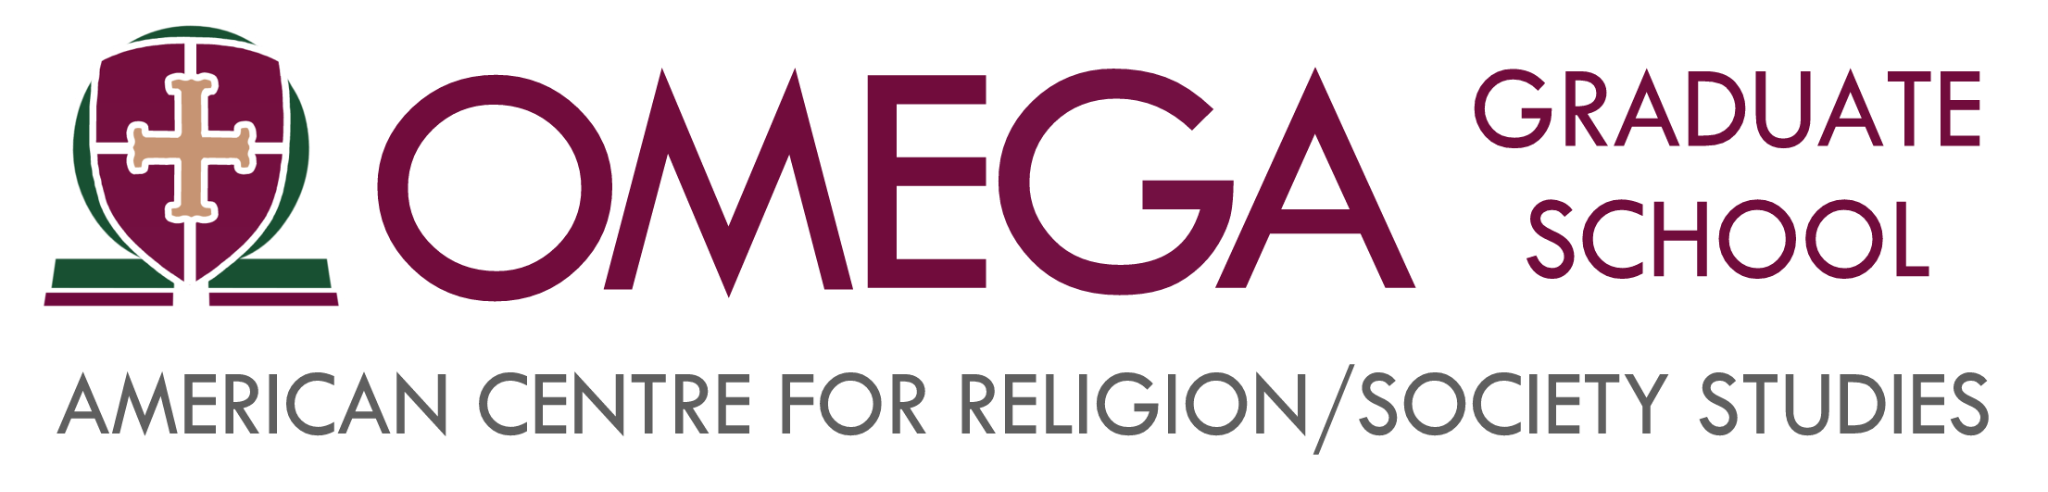 OMEGA
GRADUATE
SCHOOL
AMERICAN CENTRE FOR RELIGION/SOCIETY STUDIES